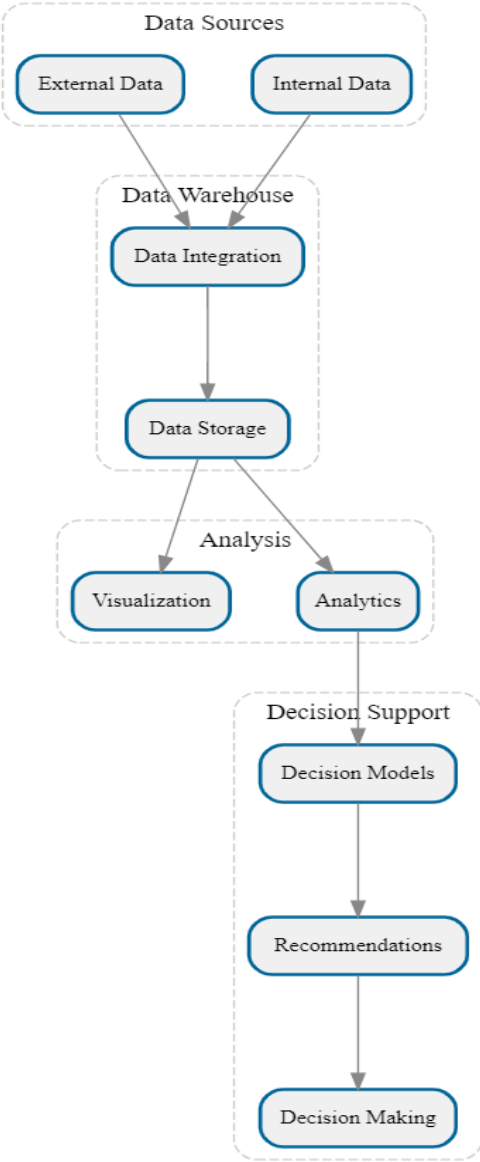 Data Sources
External Data
Internal Data
Data Warehouse
Data Integration
Data Storage
Analysis
Visualization
Analytics
Decision Support
Decision Models
Recommendations
Decision Making